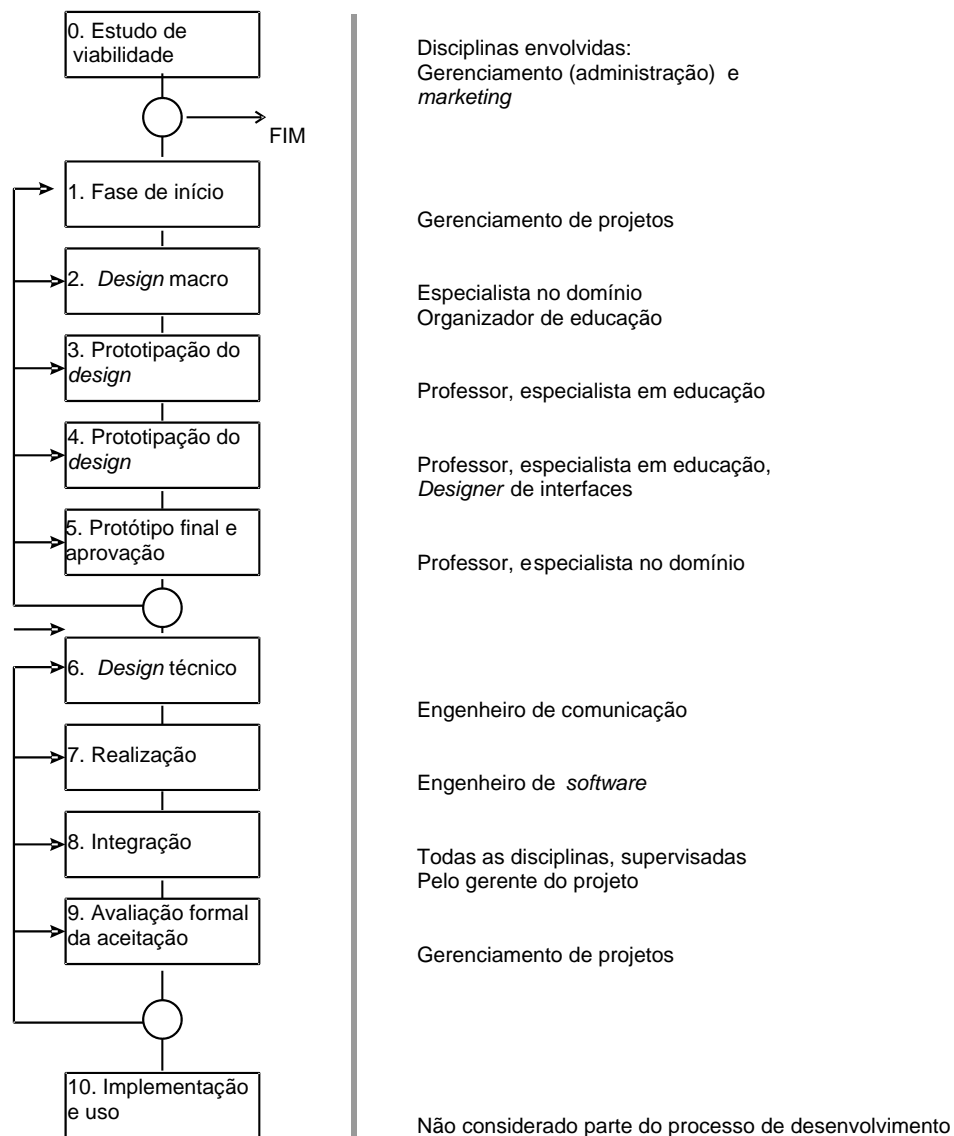 0. Estudo de
viabilidade
Disciplinas envolvidas:
Gerenciamento (administração) e
marketing
FIM
1. Fase de início
Gerenciamento de projetos
2. Design macro
Especialista no domínio
Organizador de educação
3. Prototipação do
design
Professor, especialista em educação
4. Prototipação do
design
Professor, especialista em educação,
Designer de interfaces
5. Protótipo final e
aprovação
Professor, especialista no domínio
6. Design técnico
Engenheiro de comunicação
7. Realização
Engenheiro de software
8. Integração
Todas as disciplinas, supervisadas
Pelo gerente do projeto
9. Avaliação formal
da aceitação
Gerenciamento de projetos
10. Implementação
e uso
Não considerado parte do processo de desenvolvimento